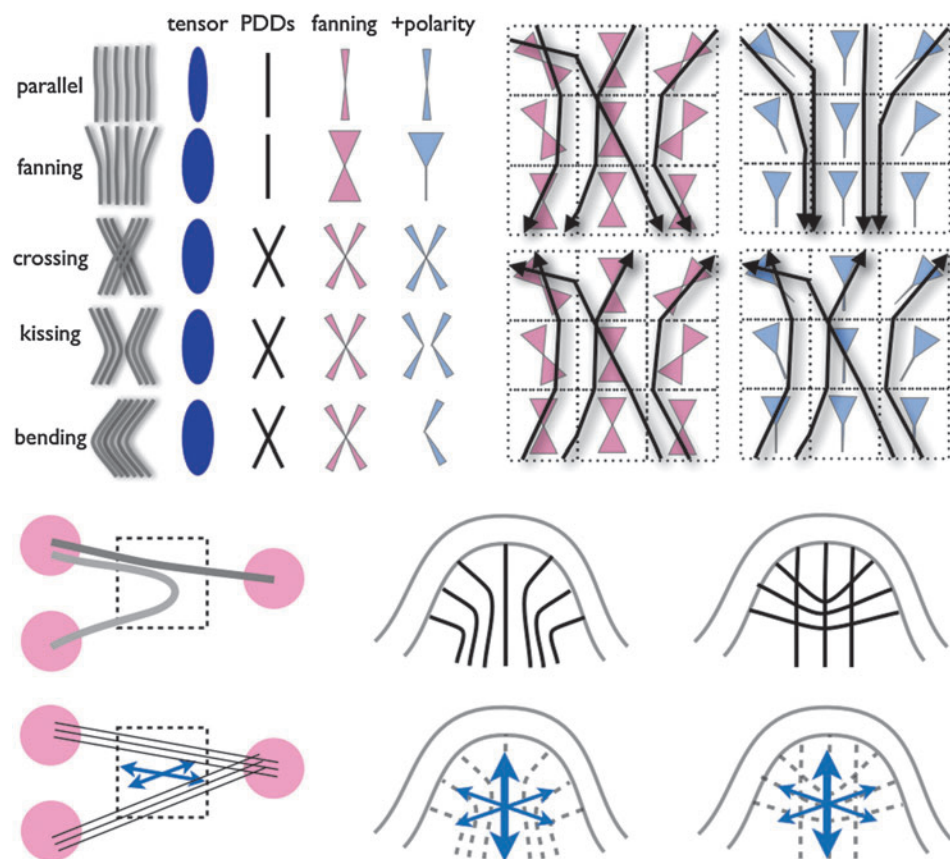 tensor PDDs fanning +polarity
parallel
fanning
crossing
kissing
bending